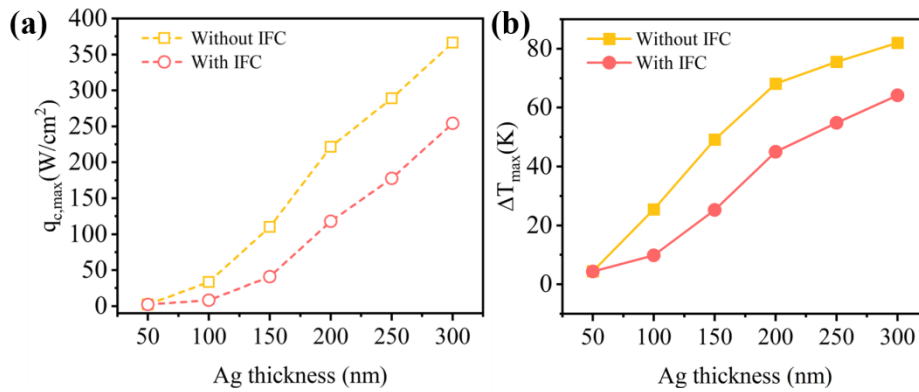 (a)
400
350
300
250
200
150
100
50
0
q_c,max(W/cm²)
Without IFC
With IFC
50 100 150 200 250 300
Ag thickness (nm)
(b)
80
60
40
20
0
ΔT_max(K)
Without IFC
With IFC
50 100 150 200 250 300
Ag thickness (nm)